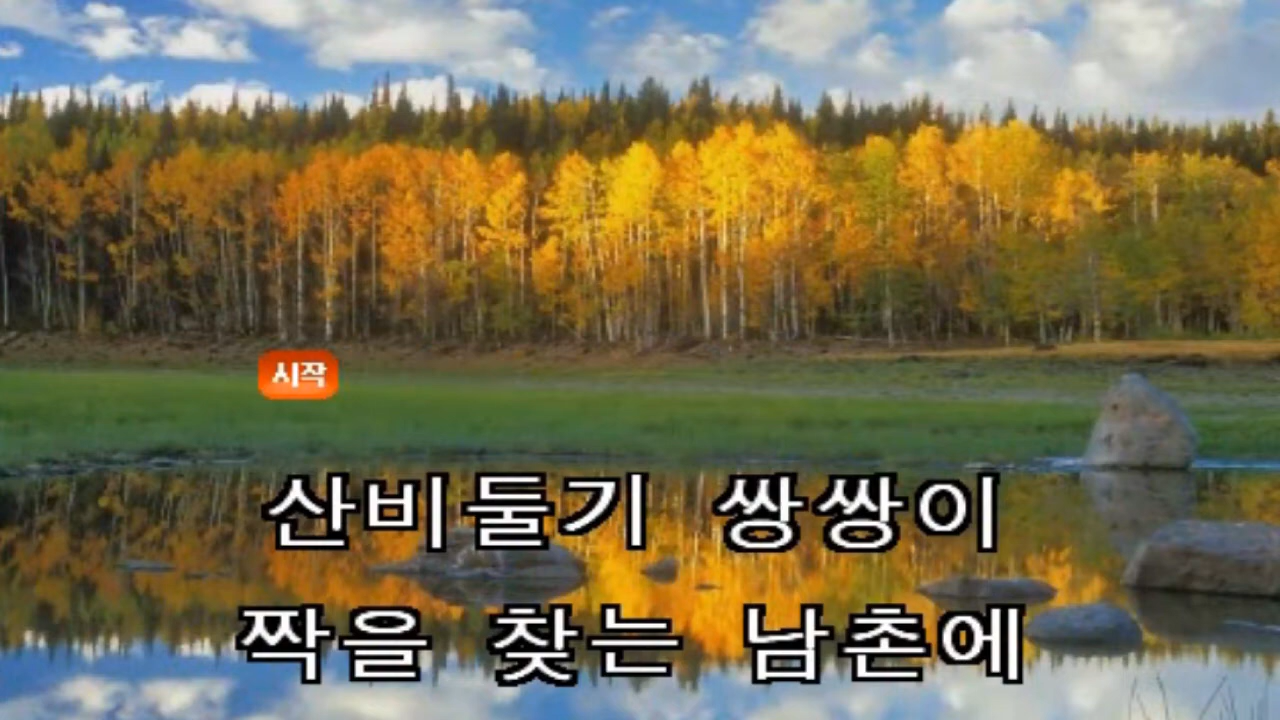 시작
산비둘기 쌍쌍이
짝을 찾는 남촌에